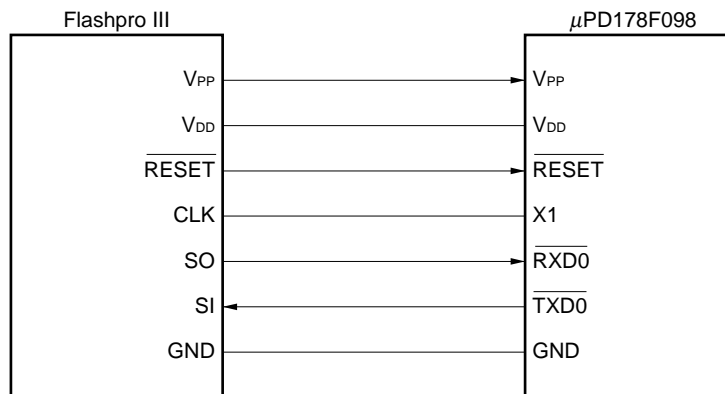 Flashpro III μPD178F098
VPP VPP
VDD VDD
RESET RESET
CLK X1
SO RXD0
SI TXD0
GND GND